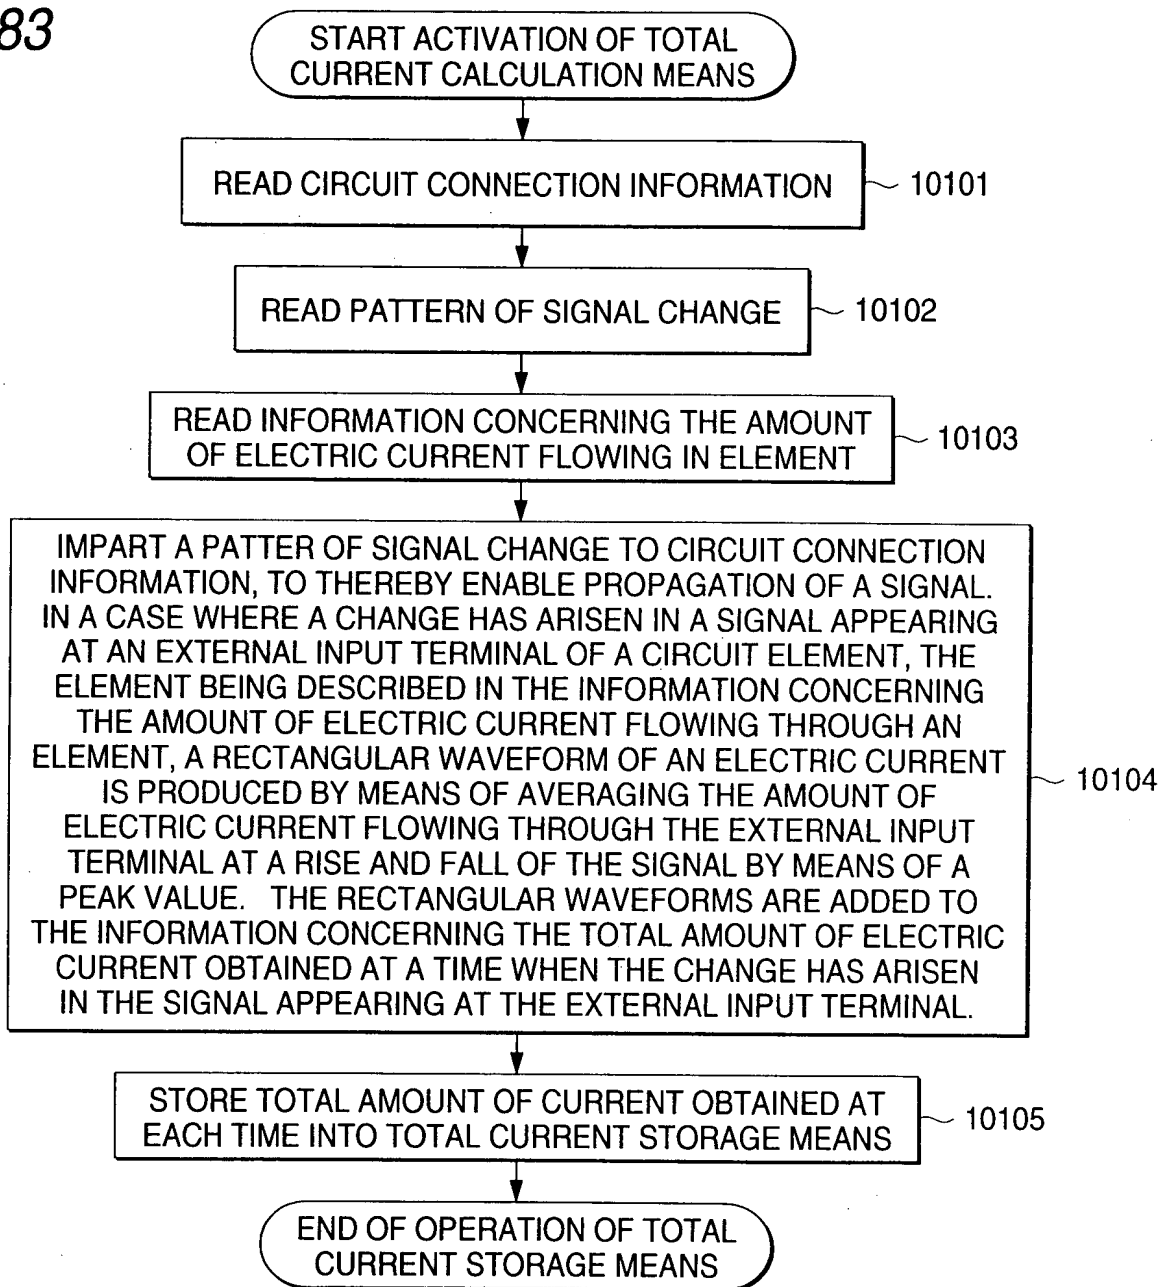 83
START ACTIVATION OF TOTAL
CURRENT CALCULATION MEANS
READ CIRCUIT CONNECTION INFORMATION
10101
READ PATTERN OF SIGNAL CHANGE
10102
READ INFORMATION CONCERNING THE AMOUNT
OF ELECTRIC CURRENT FLOWING IN ELEMENT
10103
IMPART A PATTER OF SIGNAL CHANGE TO CIRCUIT CONNECTION
INFORMATION, TO THEREBY ENABLE PROPAGATION OF A SIGNAL.
IN A CASE WHERE A CHANGE HAS ARISEN IN A SIGNAL APPEARING
AT AN EXTERNAL INPUT TERMINAL OF A CIRCUIT ELEMENT, THE
ELEMENT BEING DESCRIBED IN THE INFORMATION CONCERNING
THE AMOUNT OF ELECTRIC CURRENT FLOWING THROUGH AN
ELEMENT, A RECTANGULAR WAVEFORM OF AN ELECTRIC CURRENT
IS PRODUCED BY MEANS OF AVERAGING THE AMOUNT OF
ELECTRIC CURRENT FLOWING THROUGH THE EXTERNAL INPUT
TERMINAL AT A RISE AND FALL OF THE SIGNAL BY MEANS OF A
PEAK VALUE. THE RECTANGULAR WAVEFORMS ARE ADDED TO
THE INFORMATION CONCERNING THE TOTAL AMOUNT OF ELECTRIC
CURRENT OBTAINED AT A TIME WHEN THE CHANGE HAS ARISEN
IN THE SIGNAL APPEARING AT THE EXTERNAL INPUT TERMINAL.
10104
STORE TOTAL AMOUNT OF CURRENT OBTAINED AT
EACH TIME INTO TOTAL CURRENT STORAGE MEANS
10105
END OF OPERATION OF TOTAL
CURRENT STORAGE MEANS